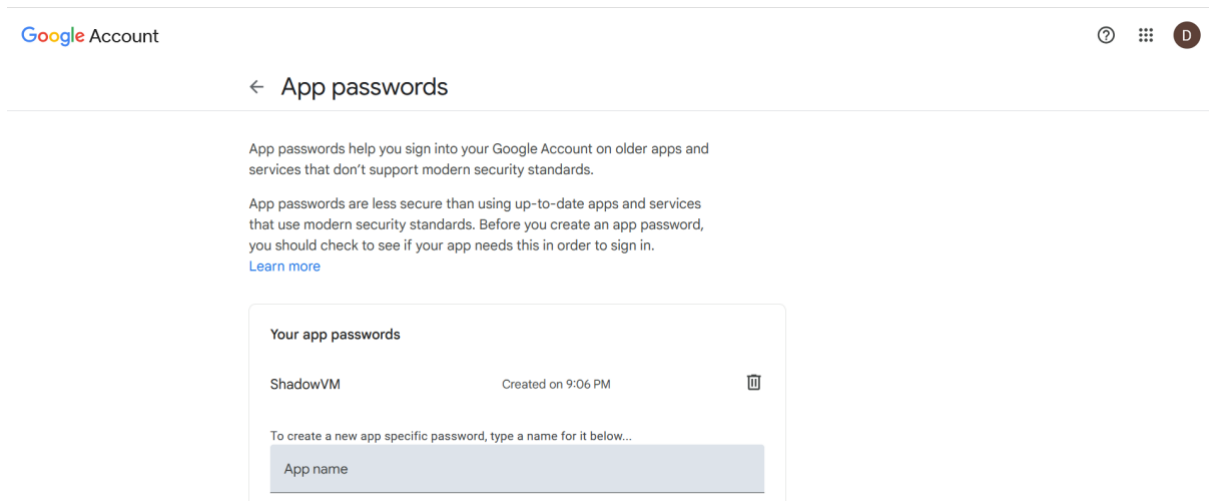 Google Account
D
App passwords
App passwords help you sign into your Google Account on older apps and
services that don’t support modern security standards.
App passwords are less secure than using up-to-date apps and services
that use modern security standards. Before you create an app password,
you should check to see if your app needs this in order to sign in.
Learn more
Your app passwords
ShadowVM Created on 9:06 PM
To create a new app specific password, type a name for it below...
App name